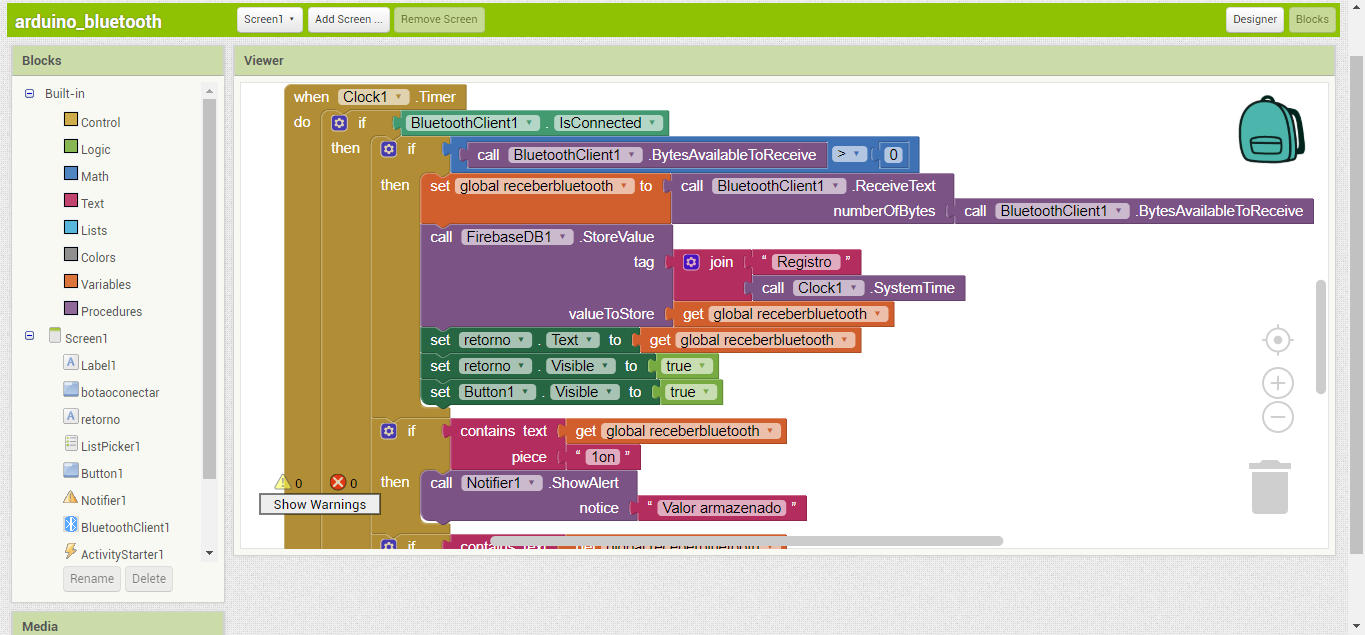 arduino_bluetooth
Screen1
Add Screen ...
Remove Screen
Designer
Blocks
Blocks
Built-in
Control
Logic
Math
Text
Lists
Colors
Variables
Procedures
Screen1
Label1
botaoconectar
retorno
ListPicker1
Button1
Notifier1
BluetoothClient1
ActivityStarter1
Rename
Delete
Media
Viewer
when Clock1 .Timer
do if BluetoothClient1 . IsConnected
then if call BluetoothClient1 .BytesAvailableToReceive > 0
then set global receberbluetooth to call BluetoothClient1 .ReceiveText
numberOfBytes call BluetoothClient1 .BytesAvailableToReceive
call FirebaseDB1 .StoreValue
tag join “ Registro ”
call Clock1 .SystemTime
valueToStore get global receberbluetooth
set retorno . Text to get global receberbluetooth
set retorno . Visible to true
set Button1 . Visible to true
if contains text get global receberbluetooth
piece “ 1on ”
then call Notifier1 .ShowAlert
notice “ Valor armazenado ”
if contains text get global receberbluetooth
0 0
Show Warnings